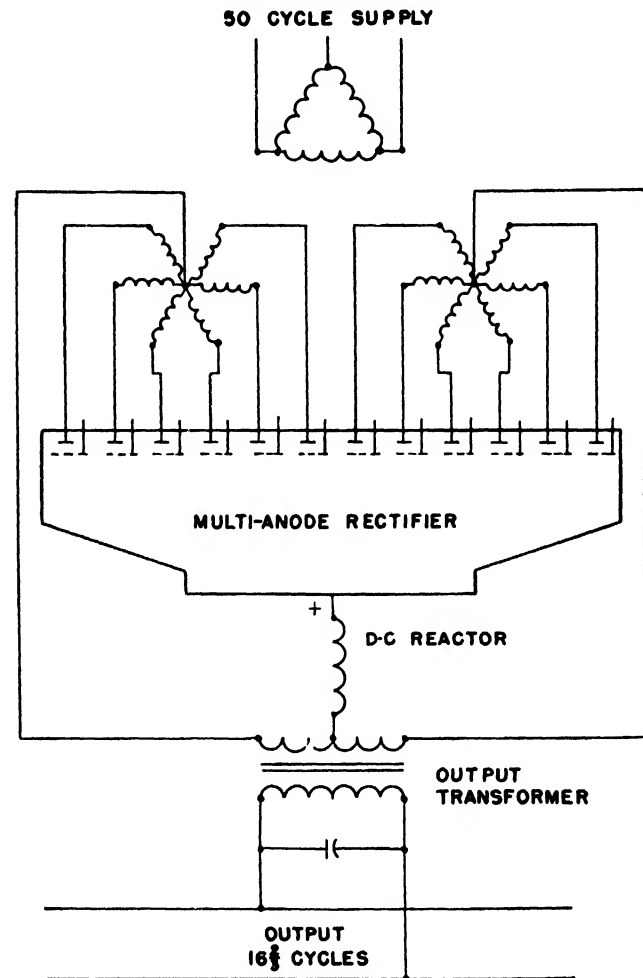 50 CYCLE SUPPLY
MULTI-ANODE RECTIFIER
+
D-C REACTOR
OUTPUT
TRANSFORMER
OUTPUT
16⅔ CYCLES